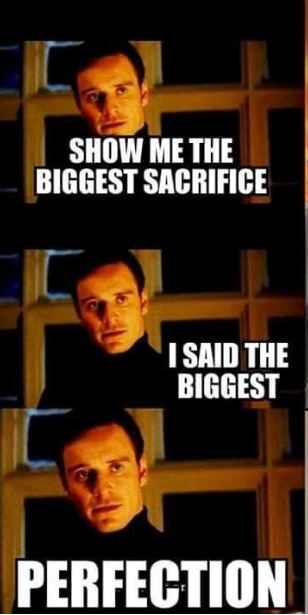 SHOW ME THE
BIGGEST SACRIFICE
I SAID THE
BIGGEST
PERFECTION